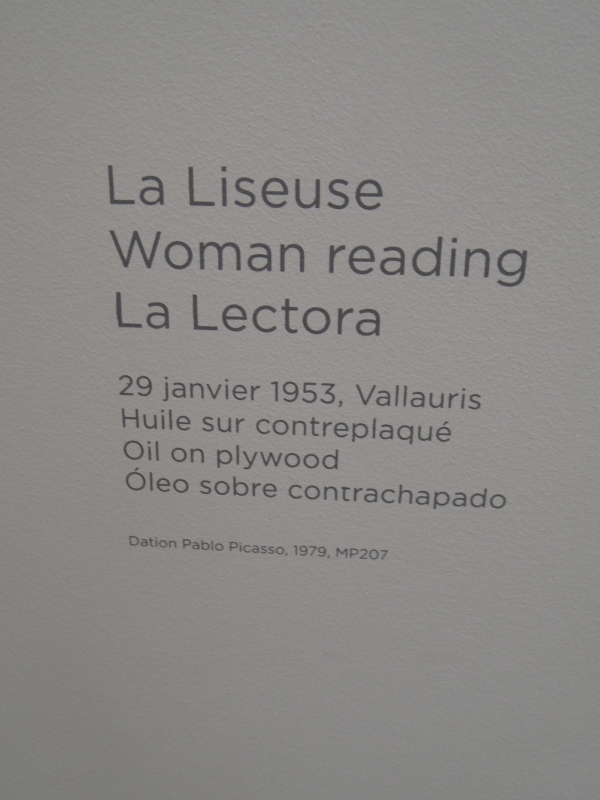 La Liseuse
Woman reading
La Lectora
29 janvier 1953, Vallauris
Huile sur contreplaqué
Oil on plywood
Óleo sobre contrachapado
Dation Pablo Picasso, 1979, MP207